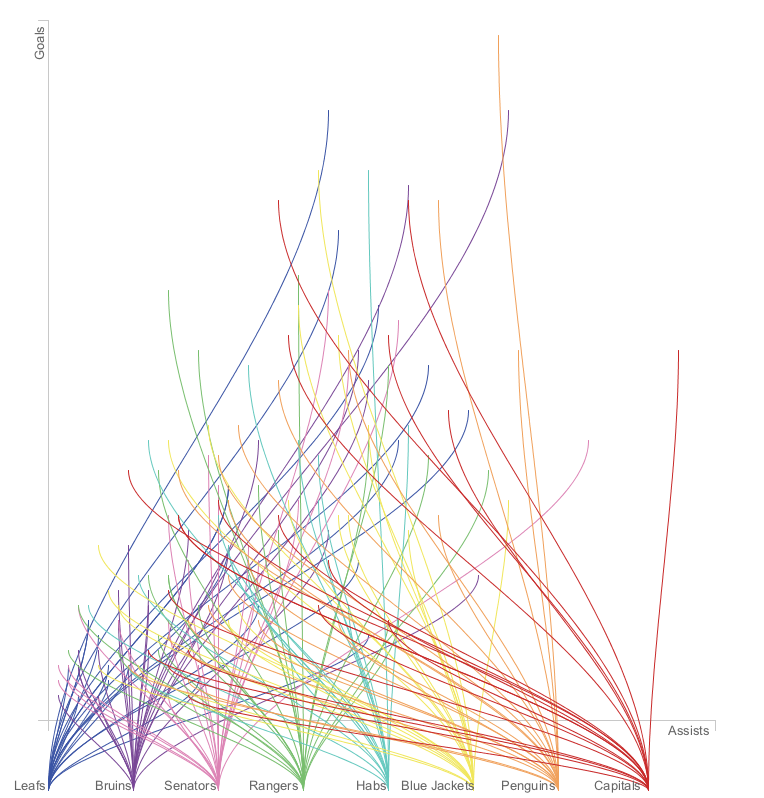 Goals
Assists
Leafs
Bruins
Senators
Rangers
Habs
Blue Jackets
Penguins
Capitals